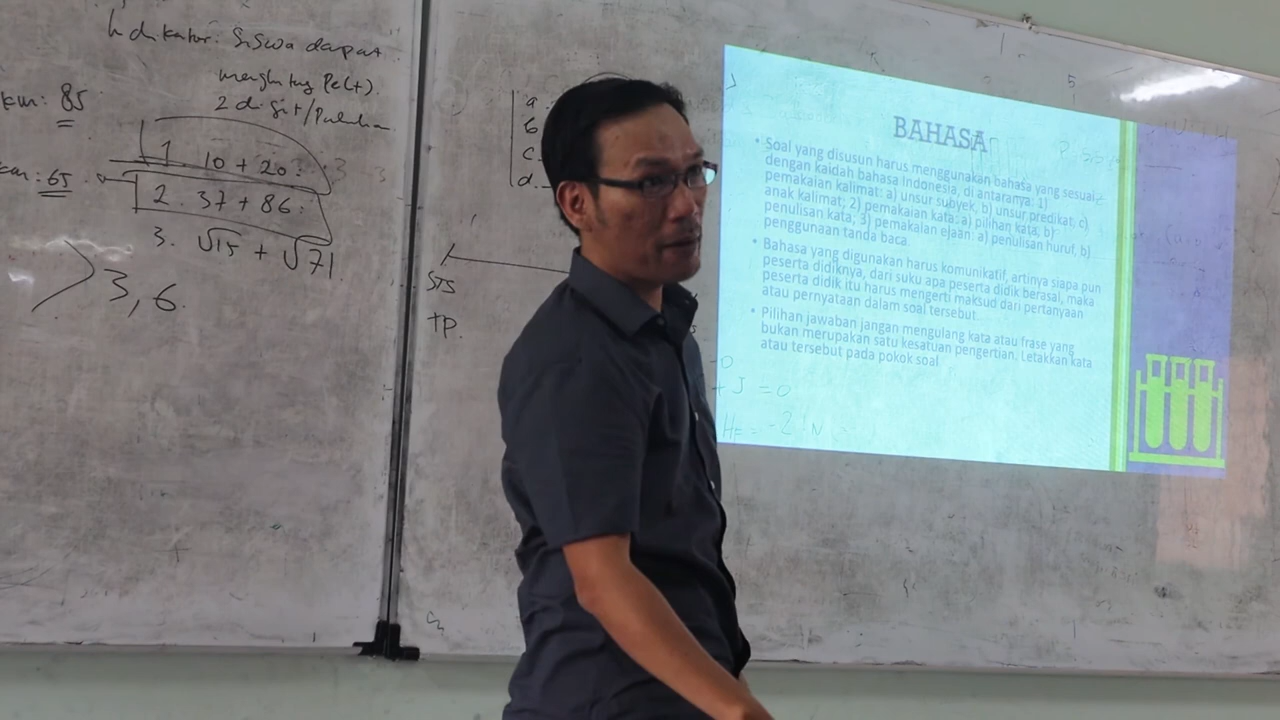 Indikator: Siswa dapat
menghitung Pe(+).
2 digit/Puluhan
85
1 10 + 20:
65
2. 37 + 86:
3. √15 + √71
3, 6.
a.
b
c.
d.
STS
TP.
BAHASA
• Soal yang disusun harus menggunakan bahasa yang sesuai
dengan kaidah bahasa Indonesia, di antaranya: 1)
pemakaian kalimat: a) unsur subyek, b) unsur predikat, c)
anak kalimat; 2) pemakaian kata: a) pilihan kata, b)
penulisan kata; 3) pemakaian ejaan: a) penulisan huruf, b)
penggunaan tanda baca.
• Bahasa yang digunakan harus komunikatif, artinya siapa pun
peserta didiknya, dari suku apa peserta didik berasal, maka
peserta didik itu harus mengerti maksud dari pertanyaan
atau pernyataan dalam soal tersebut
• Pilihan jawaban jangan mengulang kata atau frase yang
bukan merupakan satu kesatuan pengertian. Letakkan kata
atau tersebut pada pokok soal
+ J = 0